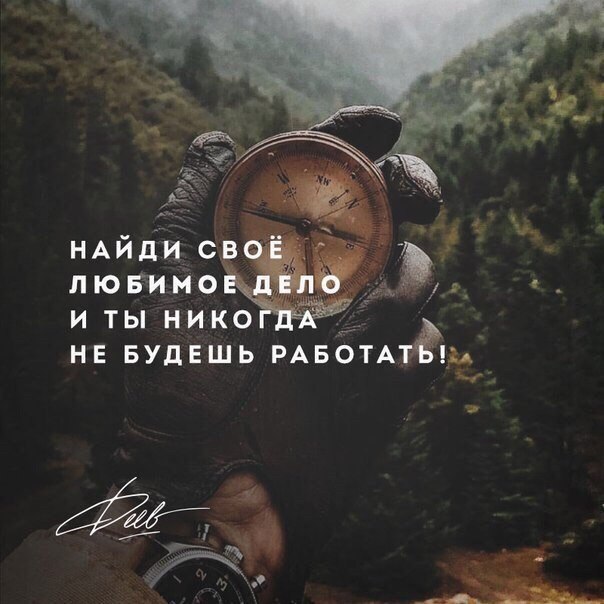 НАЙДИ СВОЁ
ЛЮБИМОЕ ДЕЛО
И ТЫ НИКОГДА
НЕ БУДЕШЬ РАБОТАТЬ!